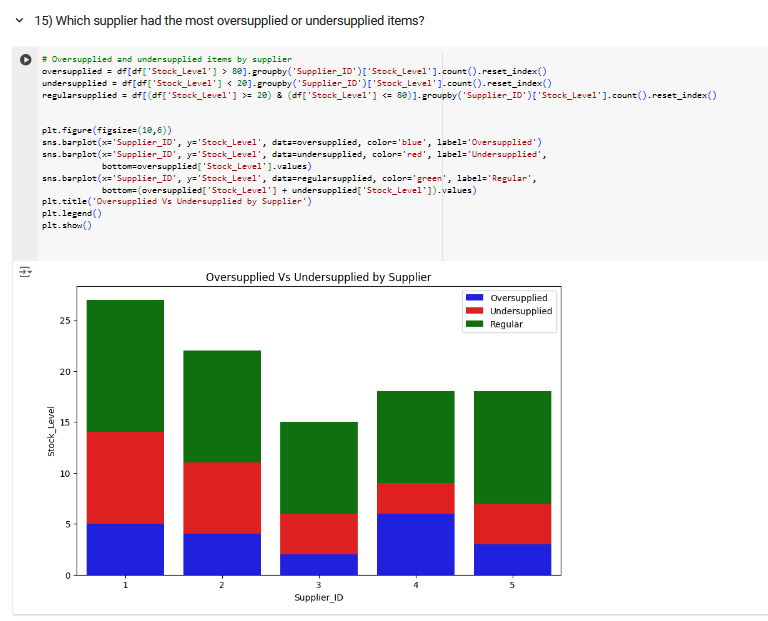 15) Which supplier had the most oversupplied or undersupplied items?
# Oversupplied and undersupplied items by supplier
oversupplied = df[df['Stock_Level'] > 80].groupby('Supplier_ID')['Stock_Level'].count().reset_index()
undersupplied = df[df['Stock_Level'] < 20].groupby('Supplier_ID')['Stock_Level'].count().reset_index()
regularsupplied = df[(df['Stock_Level'] >= 20) & (df['Stock_Level'] <= 80)].groupby('Supplier_ID')['Stock_Level'].count().reset_index()
plt.figure(figsize=(10,6))
sns.barplot(x='Supplier_ID', y='Stock_Level', data=oversupplied, color='blue', label='Oversupplied')
sns.barplot(x='Supplier_ID', y='Stock_Level', data=undersupplied, color='red', label='Undersupplied',
bottom=oversupplied['Stock_Level'].values)
sns.barplot(x='Supplier_ID', y='Stock_Level', data=regularsupplied, color='green', label='Regular',
bottom=(oversupplied['Stock_Level'] + undersupplied['Stock_Level']).values)
plt.title('Oversupplied Vs Undersupplied by Supplier')
plt.legend()
plt.show()
Oversupplied Vs Undersupplied by Supplier
Oversupplied
Undersupplied
Regular
25
20
15
10
5
0
Stock_Level
1 2 3 4 5
Supplier_ID